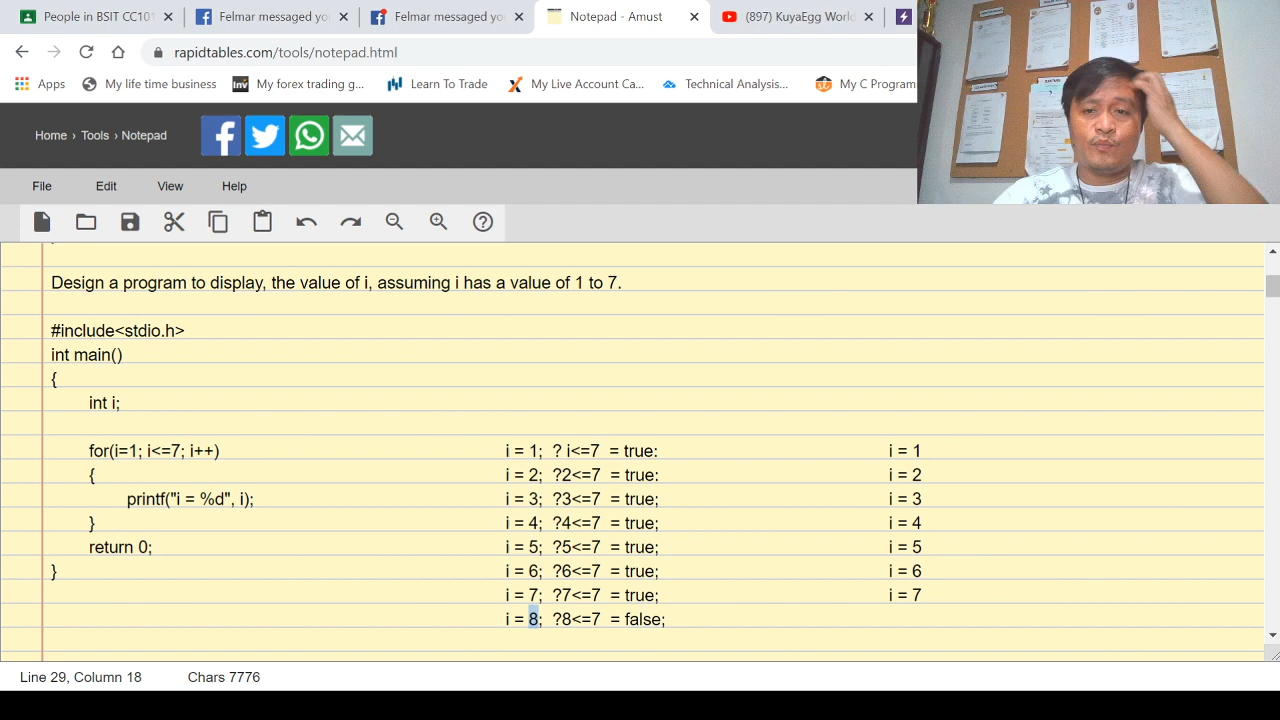 People in BSIT CC101
Felmar messaged you
Felmar messaged you
Notepad - Amust
(897) KuyaEgg World
rapidtables.com/tools/notepad.html
Apps
My life time business
inv
My forex trading...
Learn To Trade
My Live Account Ca...
Technical Analysis...
My C Program
Home › Tools › Notepad
File Edit View Help
Design a program to display, the value of i, assuming i has a value of 1 to 7.
#include<stdio.h>
int main()
{
int i;
for(i=1; i<=7; i++) i = 1; ? i<=7 = true: i = 1
{ i = 2; ?2<=7 = true: i = 2
printf("i = %d", i); i = 3; ?3<=7 = true; i = 3
i = 4; ?4<=7 = true; i = 4
} 
return 0; i = 5; ?5<=7 = true; i = 5
} i = 6; ?6<=7 = true; i = 6
i = 7; ?7<=7 = true; i = 7
i = 8; ?8<=7 = false;
Line 29, Column 18 Chars 7776